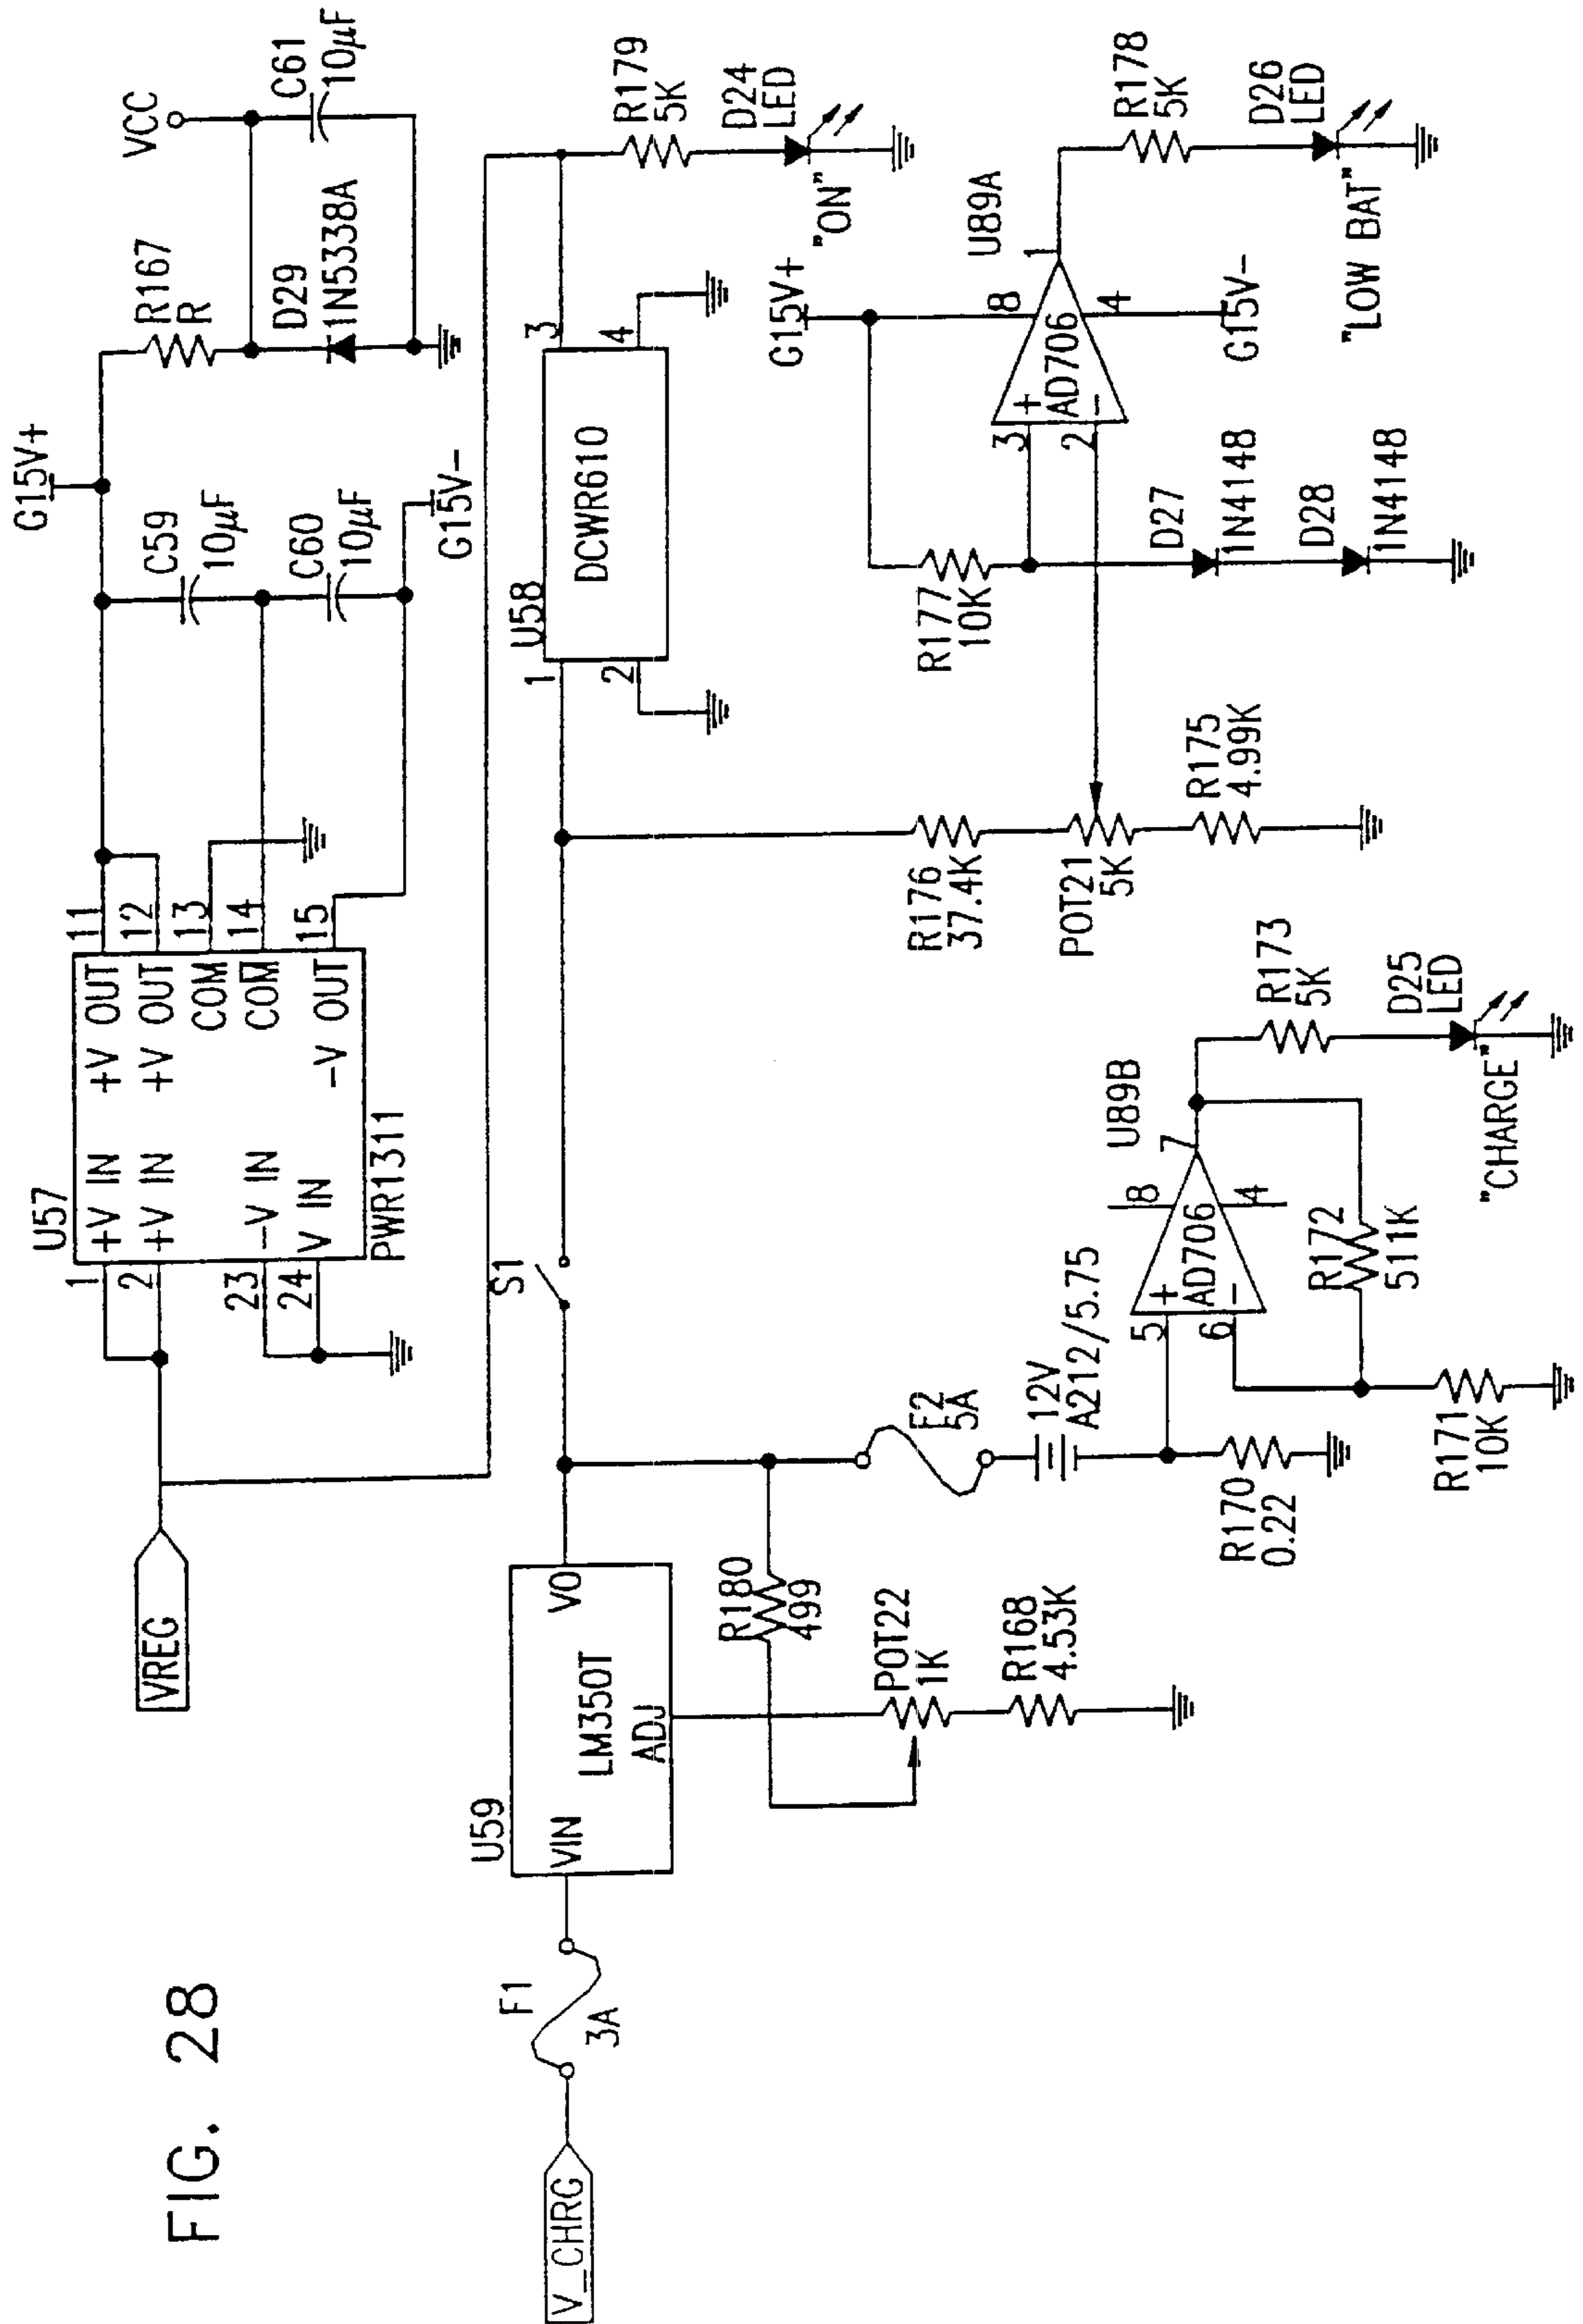 FIG. 28
U57
1
+V IN
+V OUT
11
2
+V IN
+V OUT
12
COM
13
23
-V IN
COM
14
24
V IN
-V OUT
15
PWR1311
VREG
G15V+
C59
10μF
C60
10μF
G15V-
R167
R
D29
1N5338A
VCC
C61
10μF
V_CHRG
F1
3A
U59
VIN
VO
LM350T
ADJ
S1
U58
1
2
DCWR610
3
4
R179
5K
D24
LED
"ON"
R180
499
POT22
1K
R168
4.53K
F2
5A
12V
A212/5.75
R170
0.22
U89B
5
+
6
-
AD706
8
4
7
R172
511K
R171
10K
R173
5K
D25
LED
"CHARGE"
R176
37.4K
POT21
5K
R175
4.99K
R177
10K
D27
1N4148
D28
1N4148
G15V+
U89A
3
+
2
-
AD706
8
4
1
G15V-
R178
5K
D26
LED
"LOW BAT"